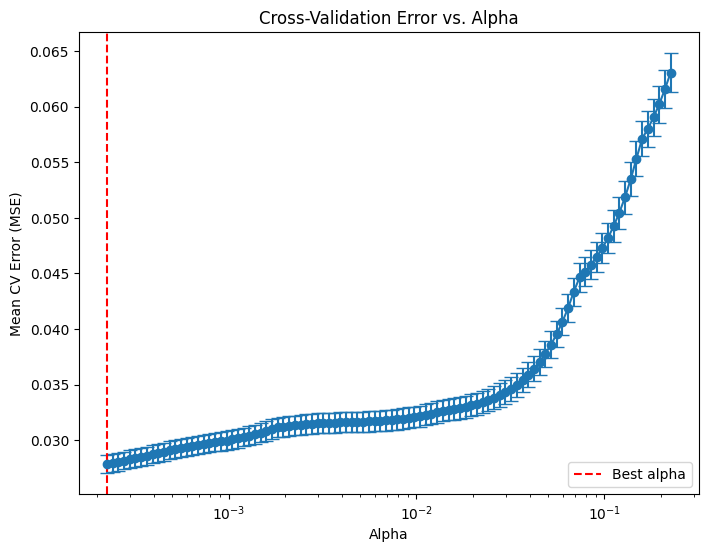 Cross-Validation Error vs. Alpha
0.065
0.060
0.055
0.050
0.045
0.040
0.035
0.030
Mean CV Error (MSE)
Best alpha
10⁻³
10⁻²
10⁻¹
Alpha